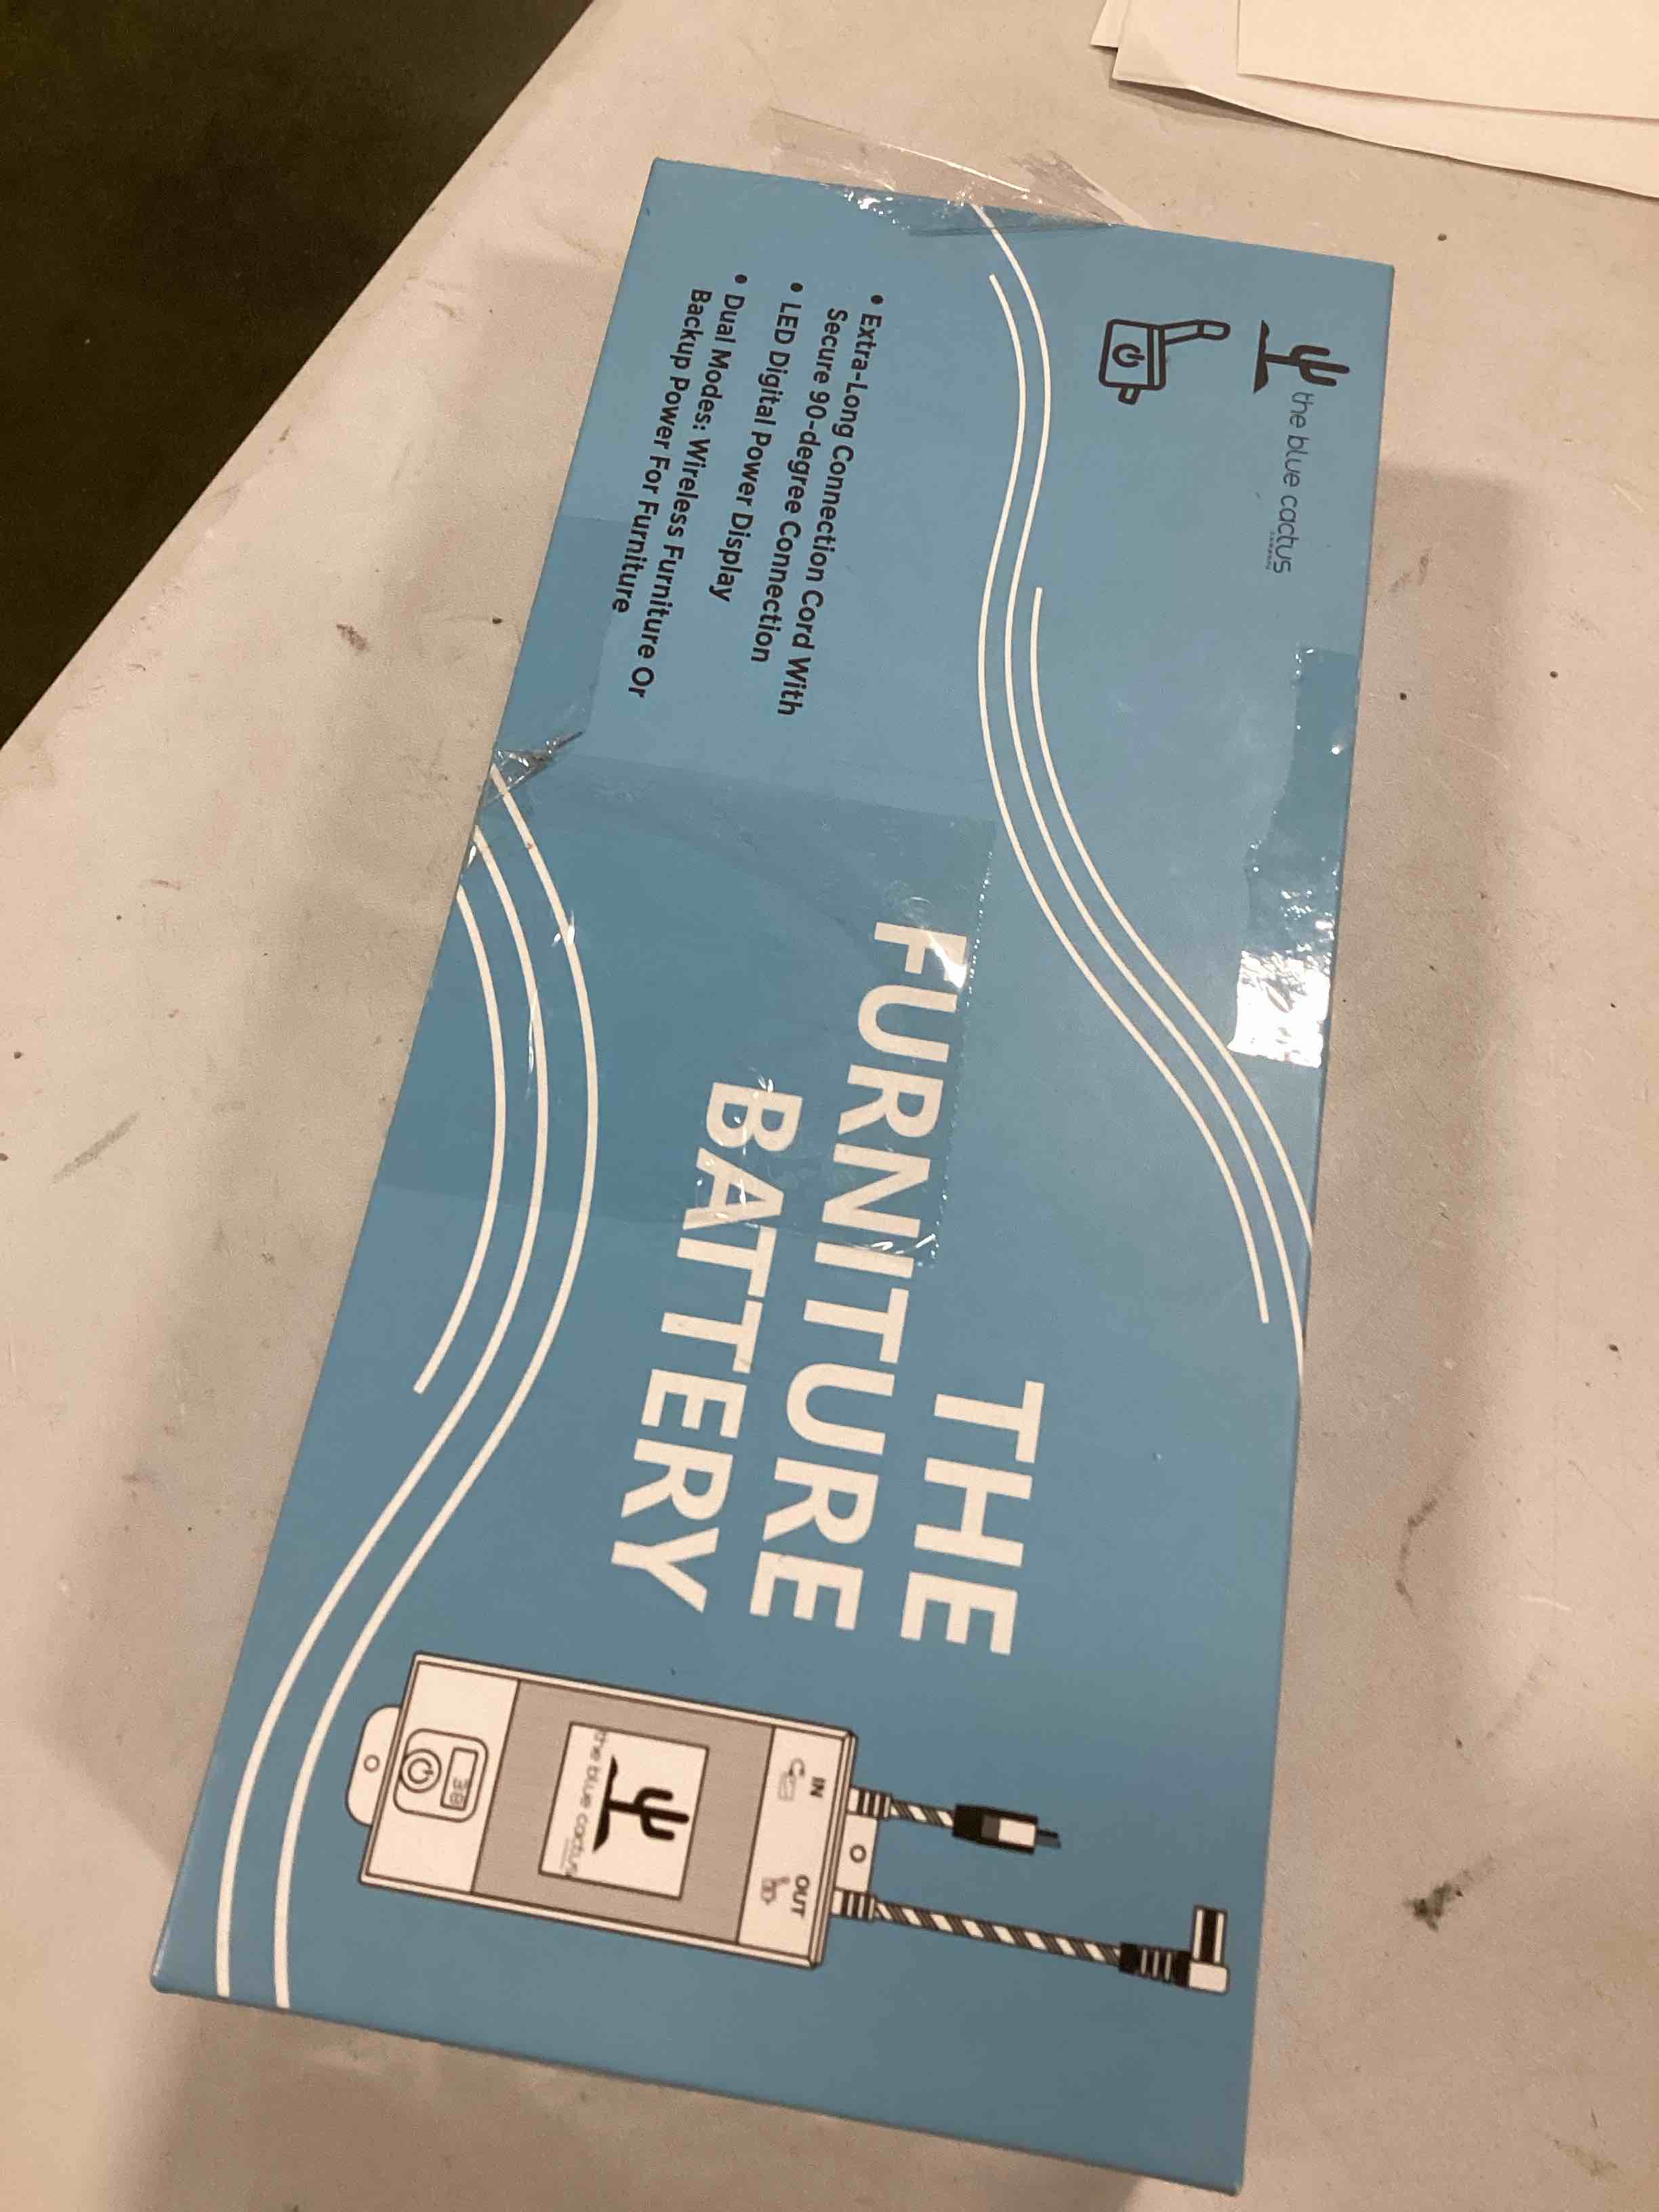 the blue cactus
THE
FURNITURE
BATTERY
• Extra-Long Connection Cord With
Secure 90-degree Connection
• LED Digital Power Display
• Dual Modes: Wireless Furniture Or
Backup Power For Furniture
IN
OUT
the blue cactus
38